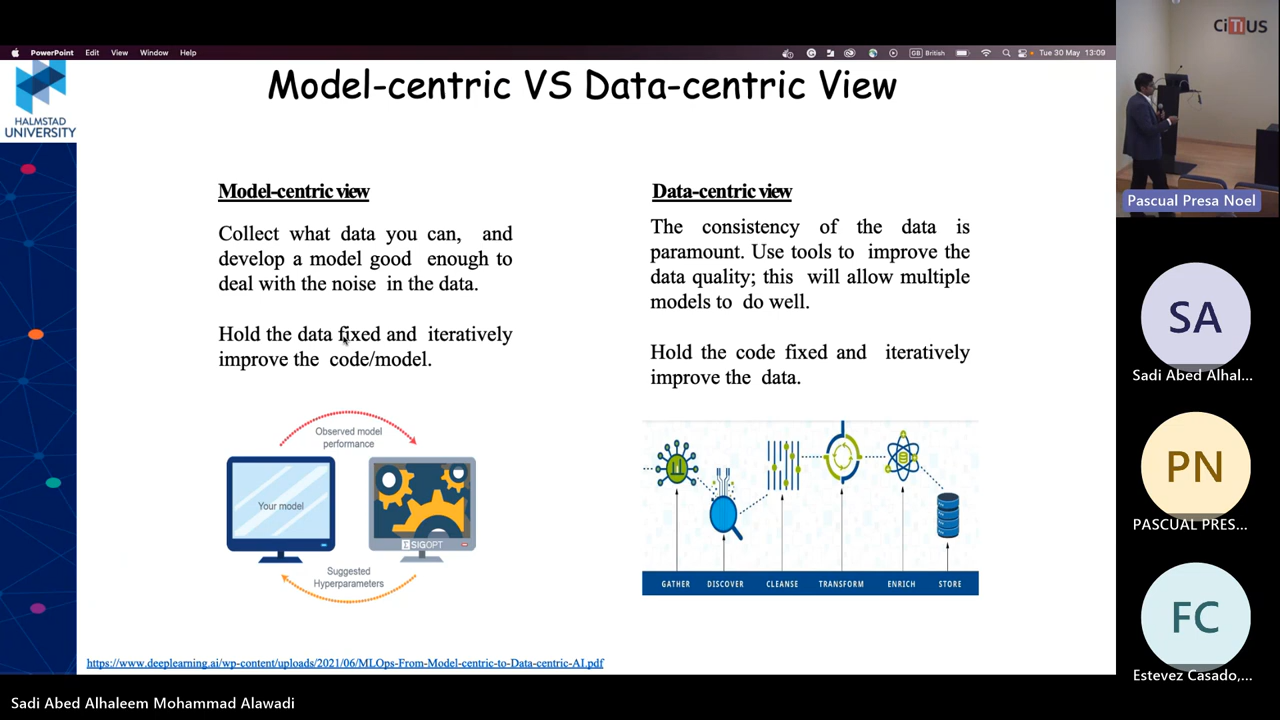 PowerPoint Edit View Window Help
GB British Tue 30 May 13:09
CiTIUS
HALMSTAD
UNIVERSITY
Model-centric VS Data-centric View
Model-centric view
Collect what data you can, and
develop a model good enough to
deal with the noise in the data.
Hold the data fixed and iteratively
improve the code/model.
Observed model
performance
Your model
SIGOPT
Suggested
Hyperparameters
Data-centric view
The consistency of the data is
paramount. Use tools to improve the
data quality; this will allow multiple
models to do well.
Hold the code fixed and iteratively
improve the data.
GATHER DISCOVER CLEANSE TRANSFORM ENRICH STORE
https://www.deeplearning.ai/wp-content/uploads/2021/06/MLOps-From-Model-centric-to-Data-centric-AI.pdf
Pascual Presa Noel
SA
Sadi Abed Alhal...
PN
PASCUAL PRES...
FC
Estevez Casado,...
Sadi Abed Alhaleem Mohammad Alawadi